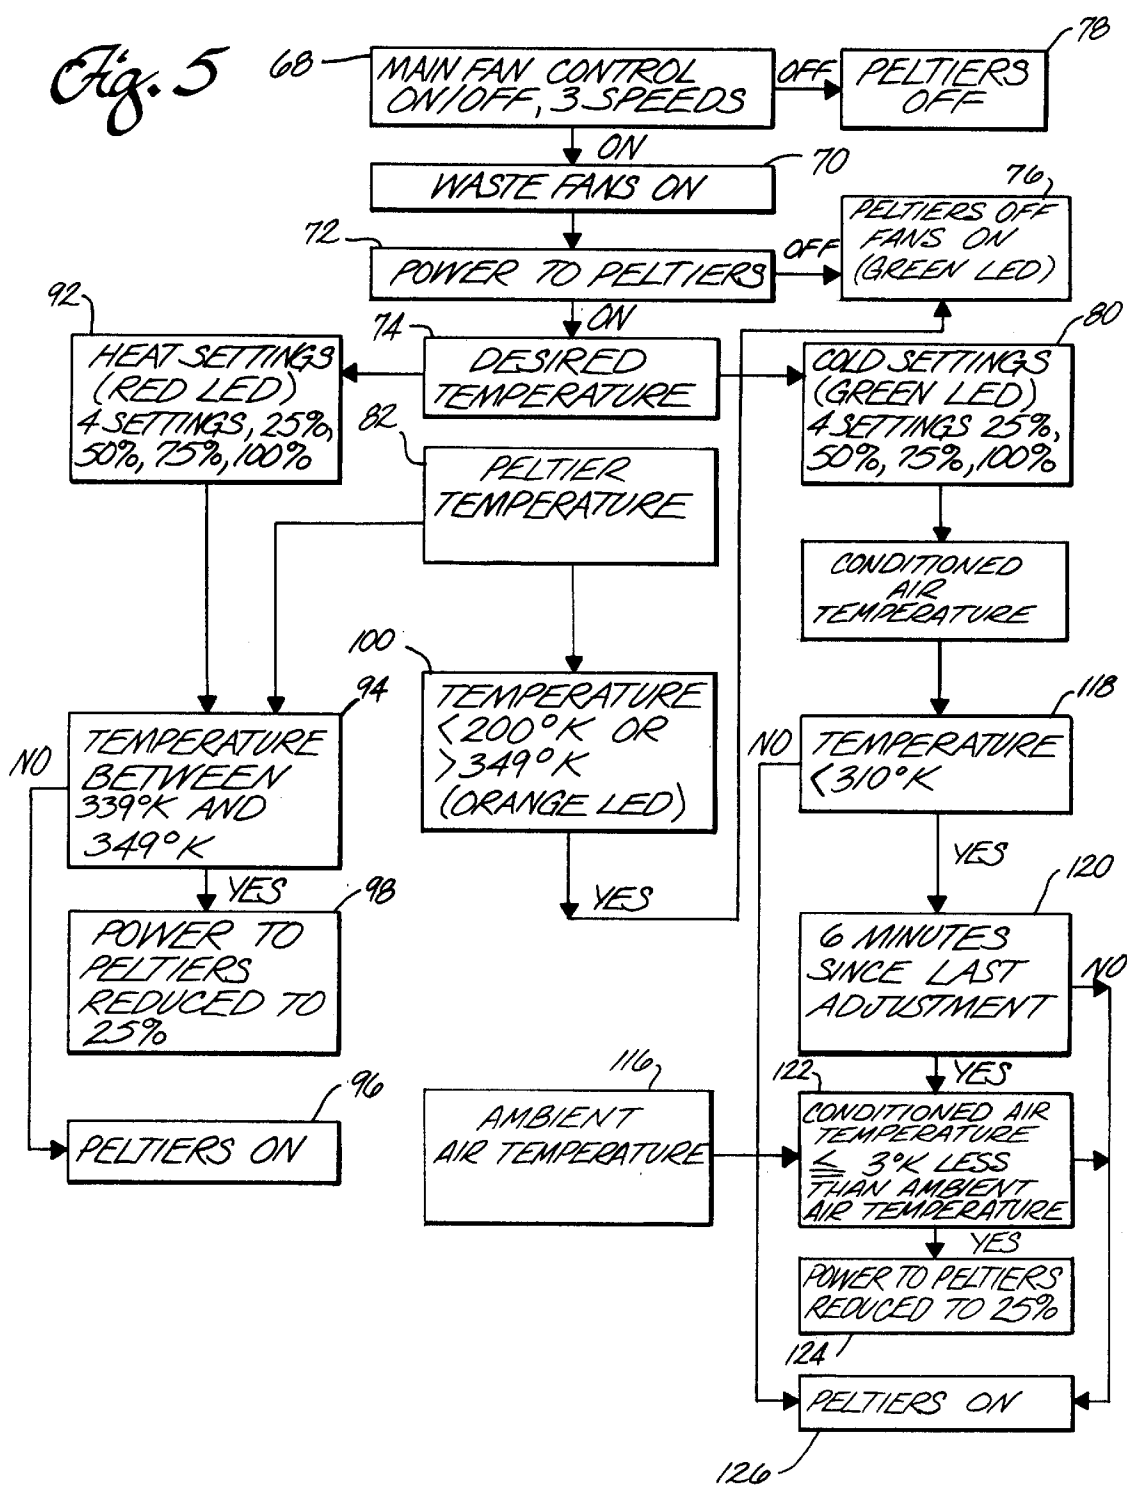 Fig. 5
68
MAIN FAN CONTROL
ON/OFF, 3 SPEEDS
OFF
78
PELTIERS
OFF
ON
70
WASTE FANS ON
72
POWER TO PELTIERS
OFF
76
PELTIERS OFF
FANS ON
(GREEN LED)
ON
92
HEAT SETTINGS
(RED LED)
4 SETTINGS, 25%,
50%, 75%, 100%
74
DESIRED
TEMPERATURE
80
COLD SETTINGS
(GREEN LED)
4 SETTINGS 25%,
50%, 75%, 100%
82
PELTIER
TEMPERATURE
CONDITIONED
AIR
TEMPERATURE
94
TEMPERATURE
BETWEEN
339°K AND
349°K
NO
YES
100
TEMPERATURE
<200°K OR
>349°K
(ORANGE LED)
YES
118
TEMPERATURE
<310°K
NO
YES
98
POWER TO
PELTIERS
REDUCED TO
25%
120
6 MINUTES
SINCE LAST
ADJUSTMENT
NO
YES
96
PELTIERS ON
116
AMBIENT
AIR TEMPERATURE
122
CONDITIONED AIR
TEMPERATURE
≦ 3°K LESS
THAN AMBIENT
AIR TEMPERATURE
YES
POWER TO PELTIERS
REDUCED TO 25%
124
PELTIERS ON
126